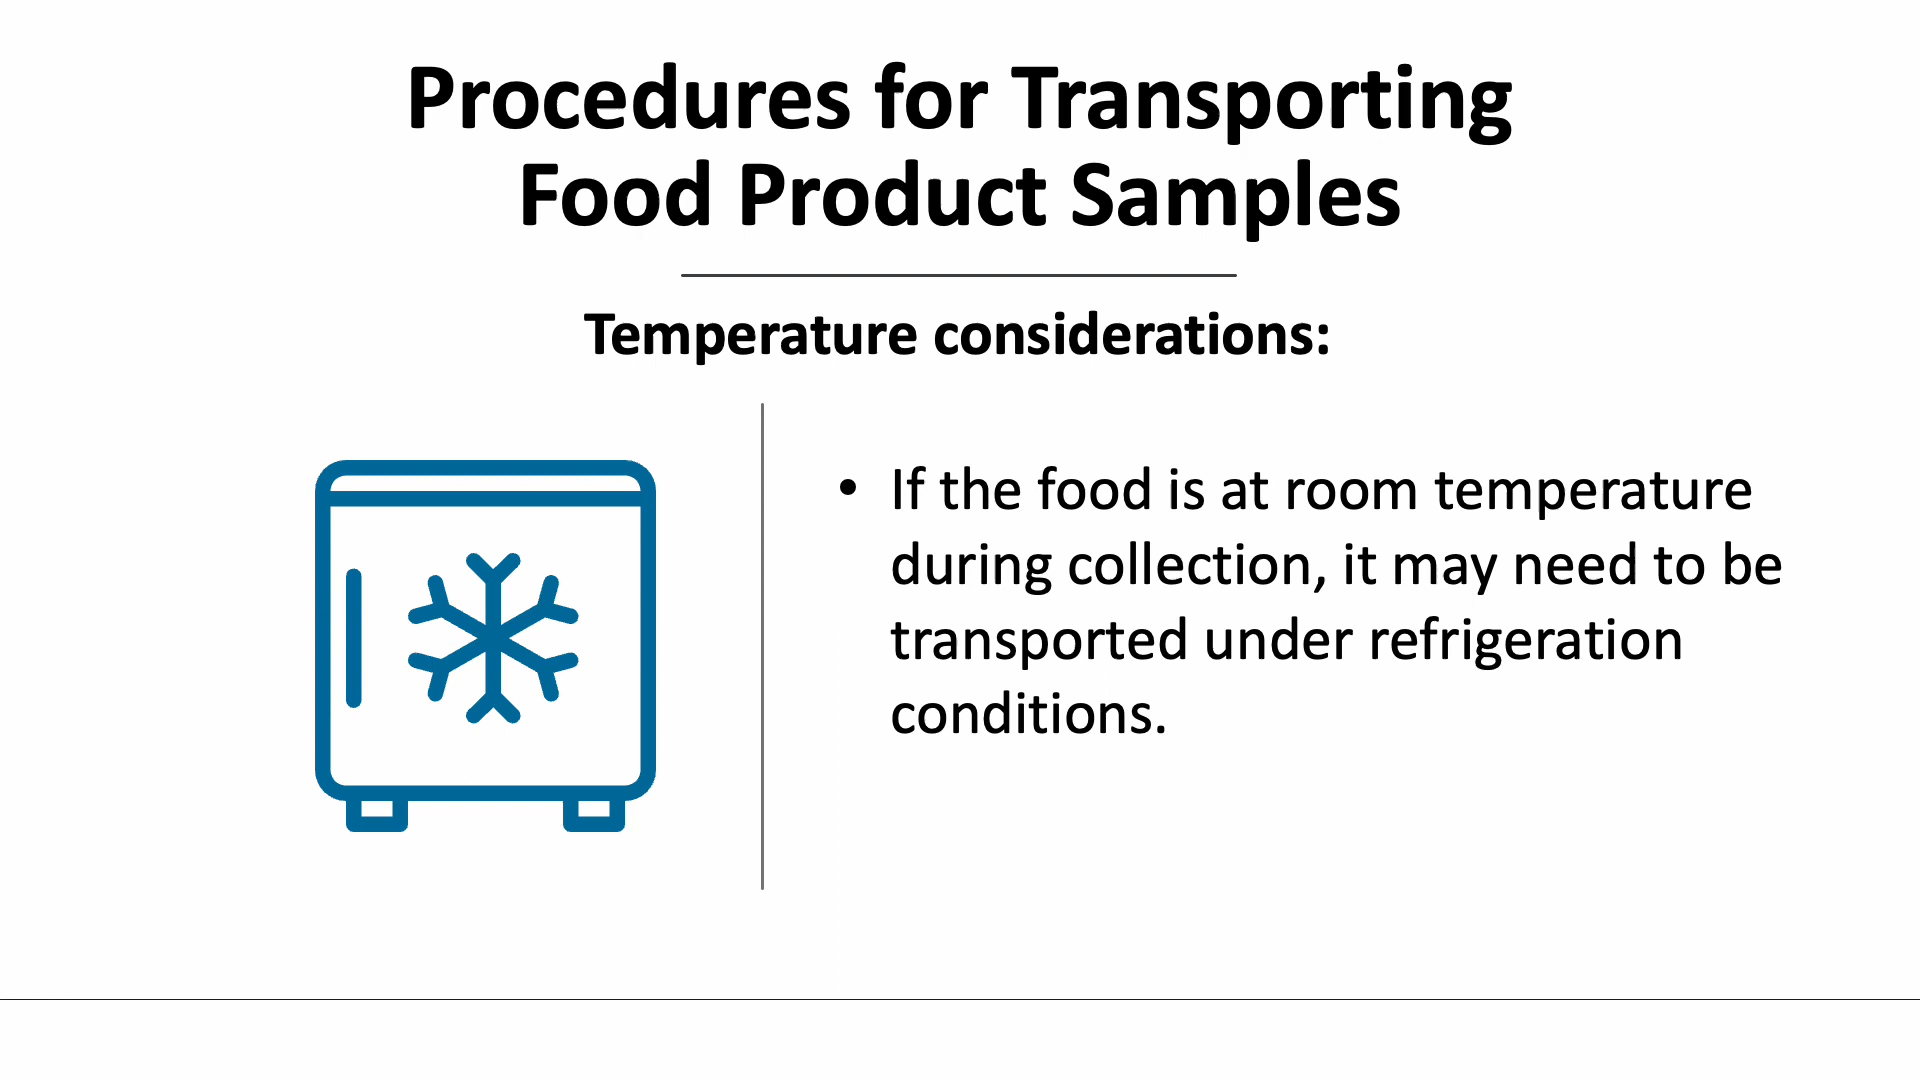 Procedures for Transporting
Food Product Samples
Temperature considerations:
• If the food is at room temperature
during collection, it may need to be
transported under refrigeration
conditions.